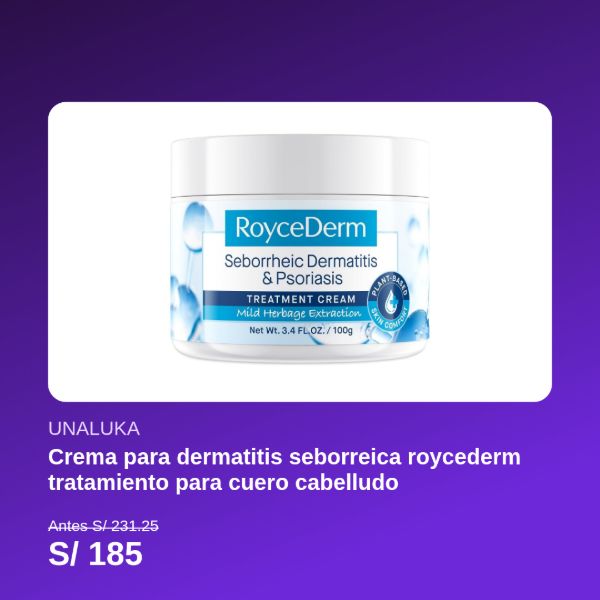 RoyceDerm
Seborrheic Dermatitis
& Psoriasis
TREATMENT CREAM
Mild Herbage Extraction
Net Wt. 3.4 FL.OZ. / 100g
PLANT-BASED
SKIN COMFORT
UNALUKA
Crema para dermatitis seborreica roycederm
tratamiento para cuero cabelludo
Antes S/ 231.25
S/ 185